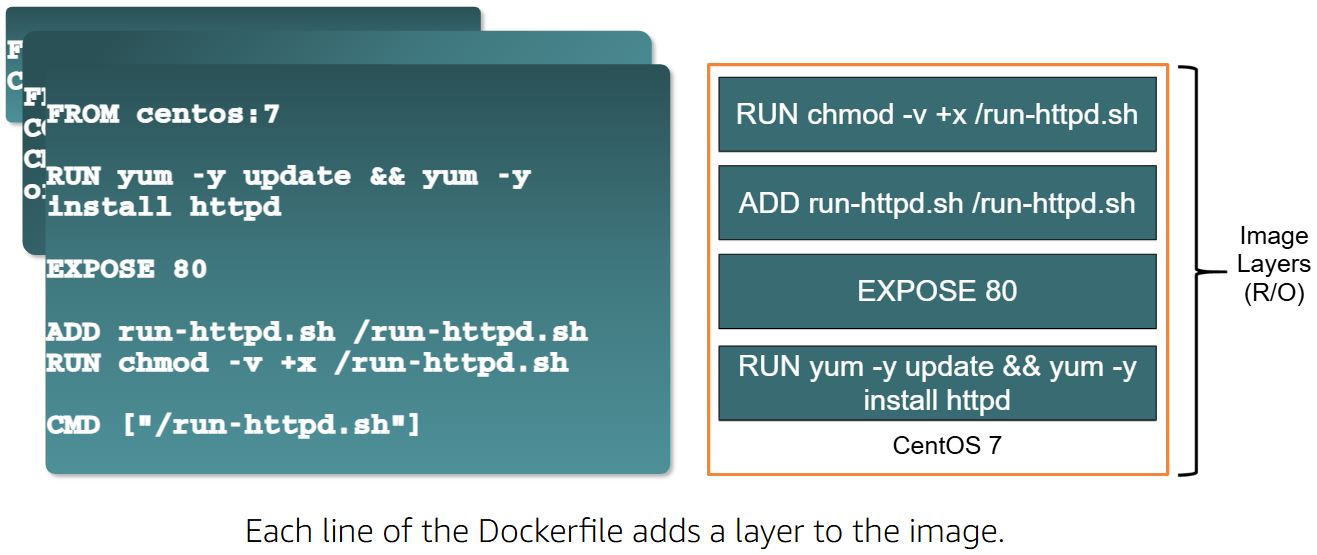 F
C
FI
CO
CI
o
FROM centos:7
RUN yum -y update && yum -y
install httpd
EXPOSE 80
ADD run-httpd.sh /run-httpd.sh
RUN chmod -v +x /run-httpd.sh
CMD ["/run-httpd.sh"]
RUN chmod -v +x /run-httpd.sh
ADD run-httpd.sh /run-httpd.sh
EXPOSE 80
RUN yum -y update && yum -y
install httpd
CentOS 7
Image
Layers
(R/O)
Each line of the Dockerfile adds a layer to the image.